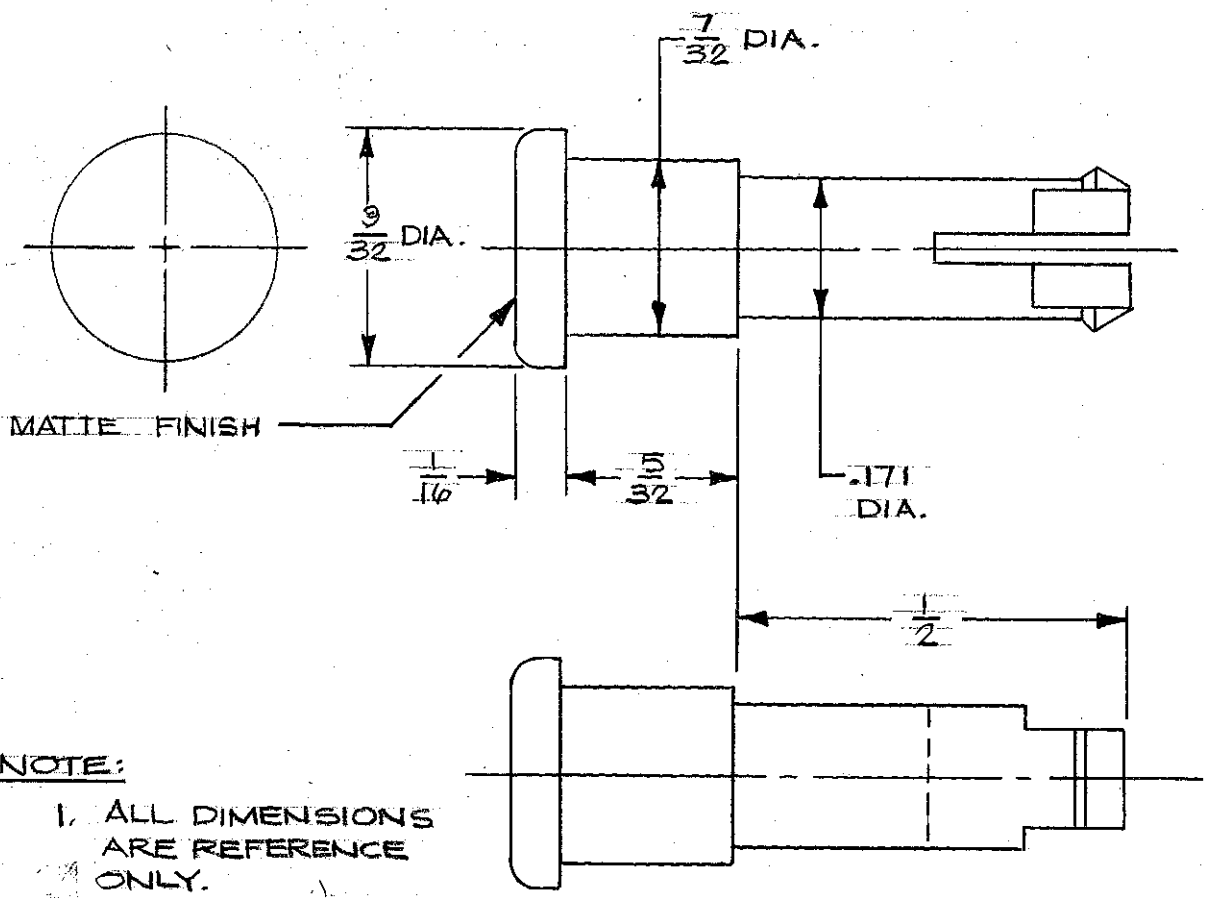 7/32 DIA.
9/32 DIA.
MATTE FINISH
1/16
5/32
.171
DIA.
1/2
NOTE:
1. ALL DIMENSIONS
ARE REFERENCE
ONLY.